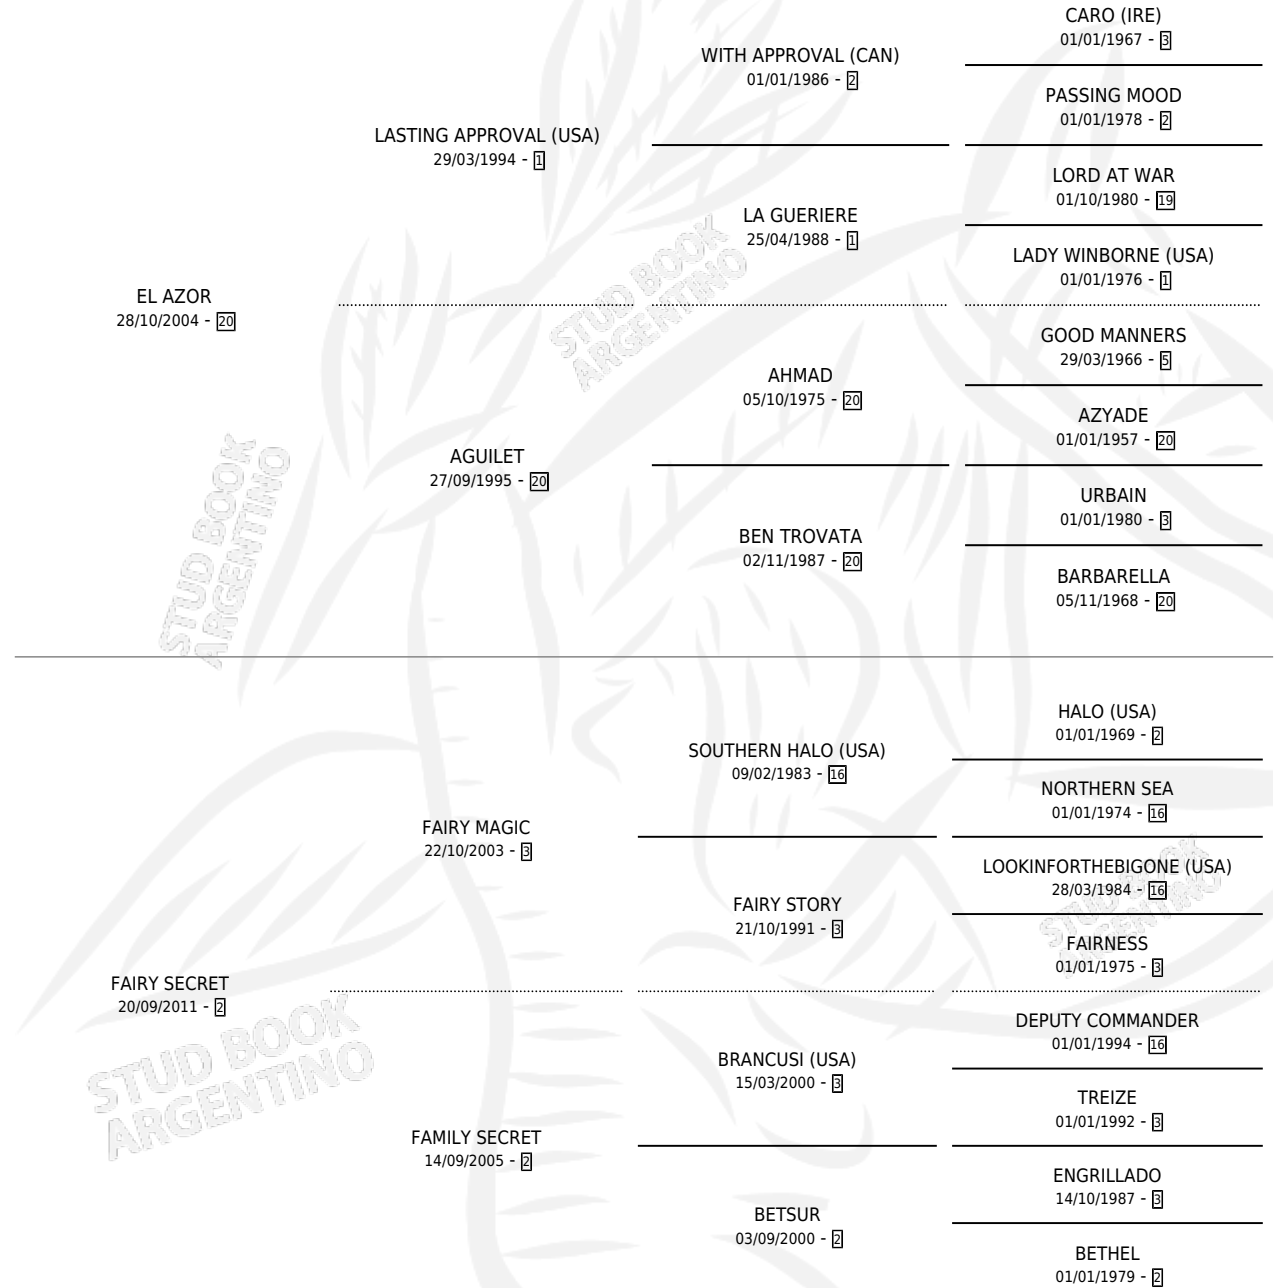 CARO (IRE)
01/01/1967 - 3
WITH APPROVAL (CAN)
01/01/1986 - 2
PASSING MOOD
01/01/1978 - 2
LASTING APPROVAL (USA)
29/03/1994 - 1
LORD AT WAR
01/10/1980 - 19
LA GUERIERE
25/04/1988 - 1
LADY WINBORNE (USA)
01/01/1976 - 1
EL AZOR
28/10/2004 - 20
STUD BOOK
ARGENTINO
GOOD MANNERS
29/03/1966 - 5
AHMAD
05/10/1975 - 20
AZYADE
01/01/1957 - 20
AGUILET
27/09/1995 - 20
URBAIN
01/01/1980 - 3
BEN TROVATA
02/11/1987 - 20
BARBARELLA
05/11/1968 - 20
STUD BOOK
ARGENTINO
HALO (USA)
01/01/1969 - 2
SOUTHERN HALO (USA)
09/02/1983 - 16
NORTHERN SEA
01/01/1974 - 16
FAIRY MAGIC
22/10/2003 - 3
LOOKINFORTHEBIGONE (USA)
28/03/1984 - 16
FAIRY STORY
21/10/1991 - 3
FAIRNESS
01/01/1975 - 3
STUD BOOK
ARGENTINO
FAIRY SECRET
20/09/2011 - 2
DEPUTY COMMANDER
01/01/1994 - 16
BRANCUSI (USA)
15/03/2000 - 3
TREIZE
01/01/1992 - 3
STUD BOOK
ARGENTINO
FAMILY SECRET
14/09/2005 - 2
ENGRILLADO
14/10/1987 - 3
BETSUR
03/09/2000 - 2
BETHEL
01/01/1979 - 2